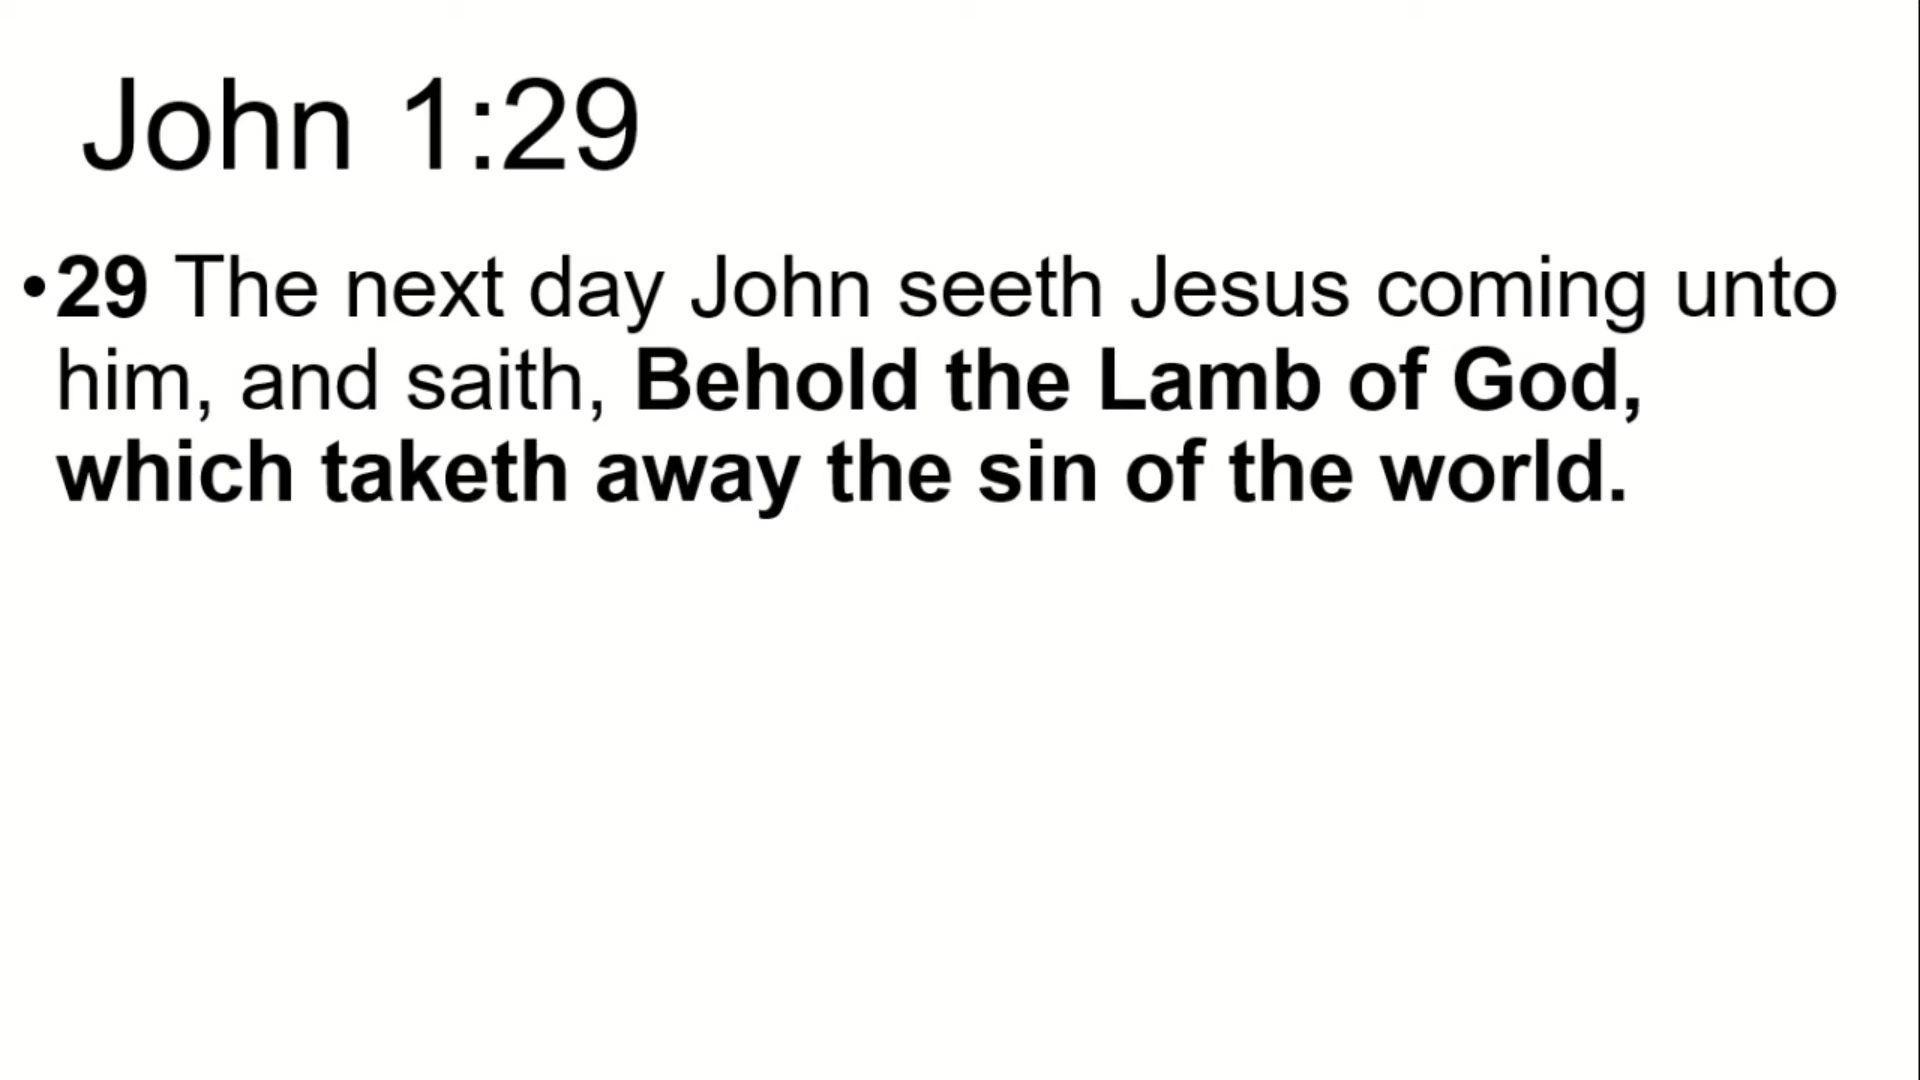 John 1:29
•29 The next day John seeth Jesus coming unto
him, and saith, Behold the Lamb of God,
which taketh away the sin of the world.